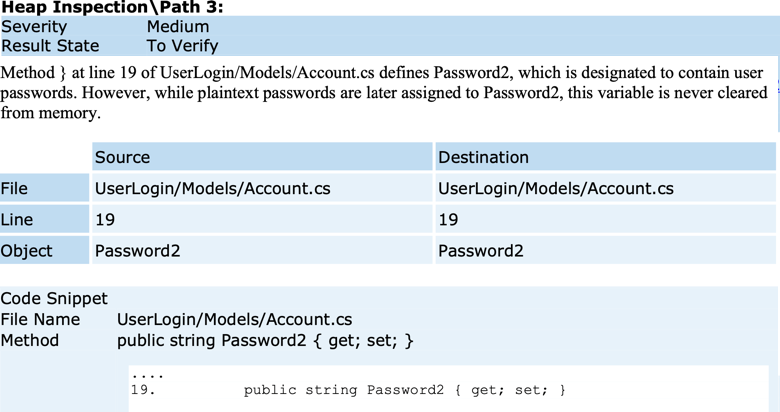 Heap Inspection\Path 3:
Severity Medium
Result State To Verify
Method } at line 19 of UserLogin/Models/Account.cs defines Password2, which is designated to contain user
passwords. However, while plaintext passwords are later assigned to Password2, this variable is never cleared
from memory.
Source Destination
File UserLogin/Models/Account.cs UserLogin/Models/Account.cs
Line 19 19
Object Password2 Password2
Code Snippet
File Name UserLogin/Models/Account.cs
Method public string Password2 { get; set; }
....
19. public string Password2 { get; set; }